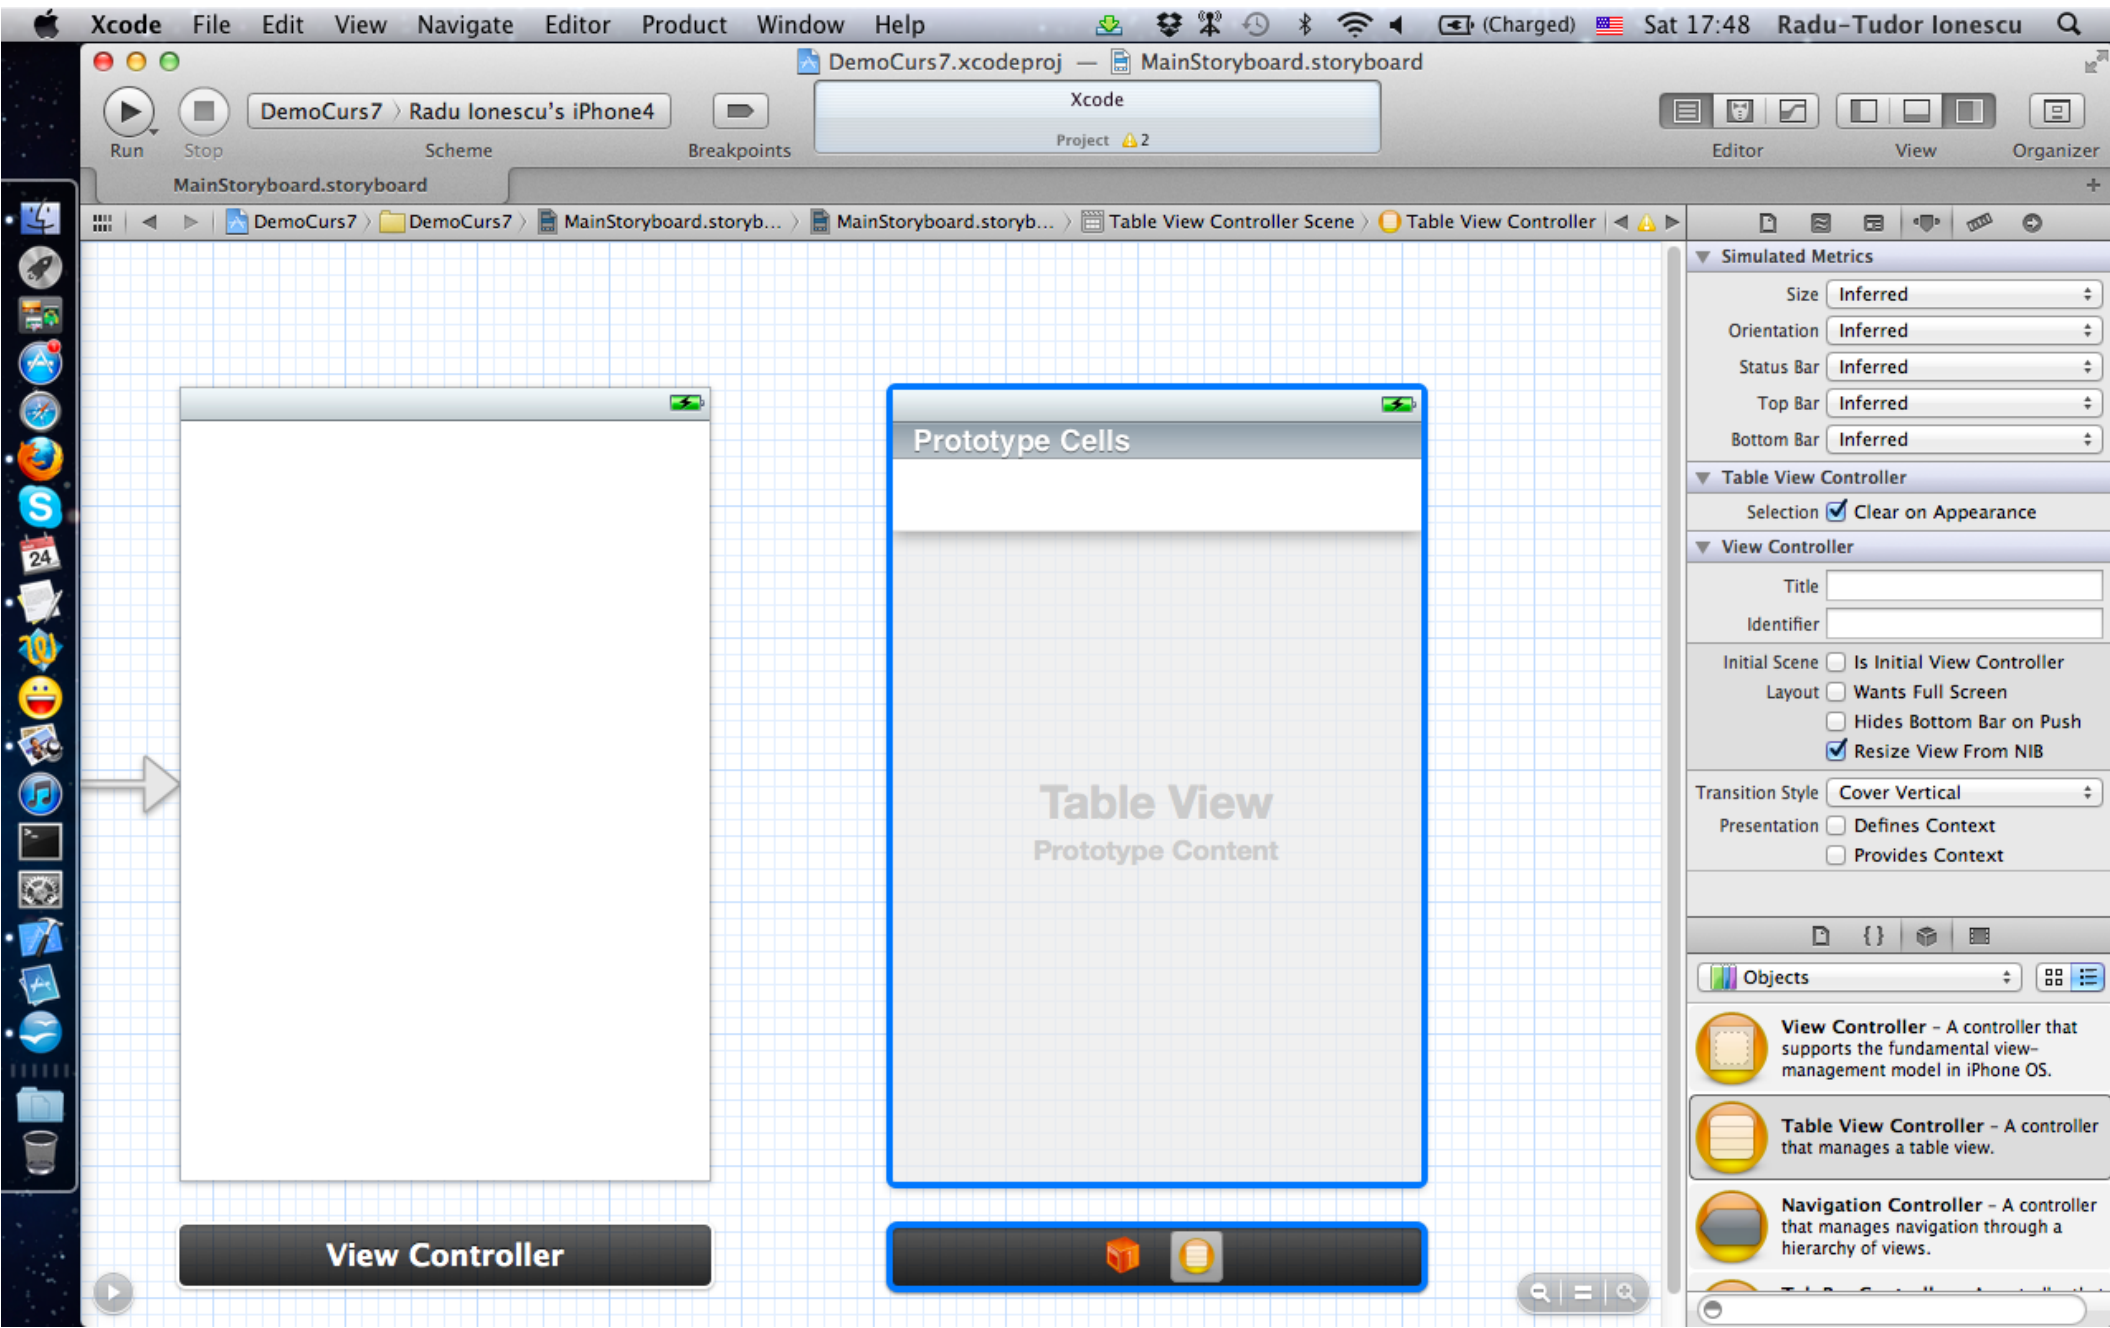 Xcode File Edit View Navigate Editor Product Window Help (Charged) Sat 17:48 Radu-Tudor Ionescu
DemoCurs7.xcodeproj — MainStoryboard.storyboard
DemoCurs7 Radu Ionescu's iPhone4
Xcode
Project 2
Run Stop Scheme Breakpoints Editor View Organizer
MainStoryboard.storyboard
DemoCurs7 DemoCurs7 MainStoryboard.storyb... MainStoryboard.storyb... Table View Controller Scene Table View Controller
Simulated Metrics
Size Inferred
Orientation Inferred
Status Bar Inferred
Top Bar Inferred
Bottom Bar Inferred
Table View Controller
Selection Clear on Appearance
View Controller
Title
Identifier
Initial Scene Is Initial View Controller
Layout Wants Full Screen
Hides Bottom Bar on Push
Resize View From NIB
Transition Style Cover Vertical
Presentation Defines Context
Provides Context
Objects
View Controller – A controller that
supports the fundamental view-
management model in iPhone OS.
Table View Controller – A controller
that manages a table view.
Navigation Controller – A controller
that manages navigation through a
hierarchy of views.
Prototype Cells
Table View
Prototype Content
View Controller
24